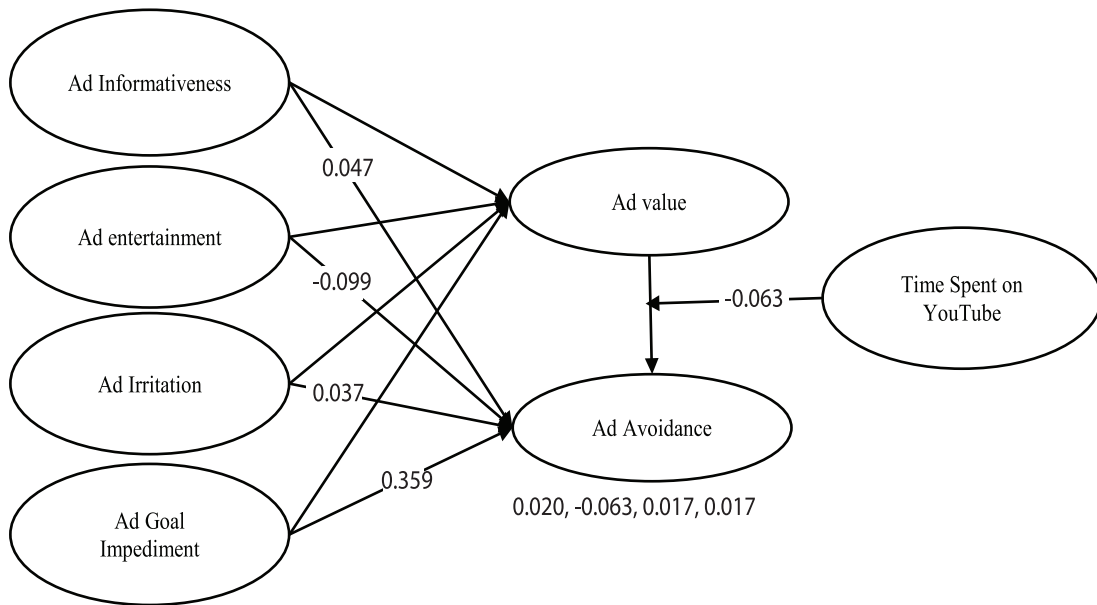 Ad Informativeness
0.047
Ad value
Ad entertainment
-0.099
-0.063
Time Spent on
YouTube
Ad Irritation
0.037
Ad Avoidance
0.359
0.020, -0.063, 0.017, 0.017
Ad Goal
Impediment